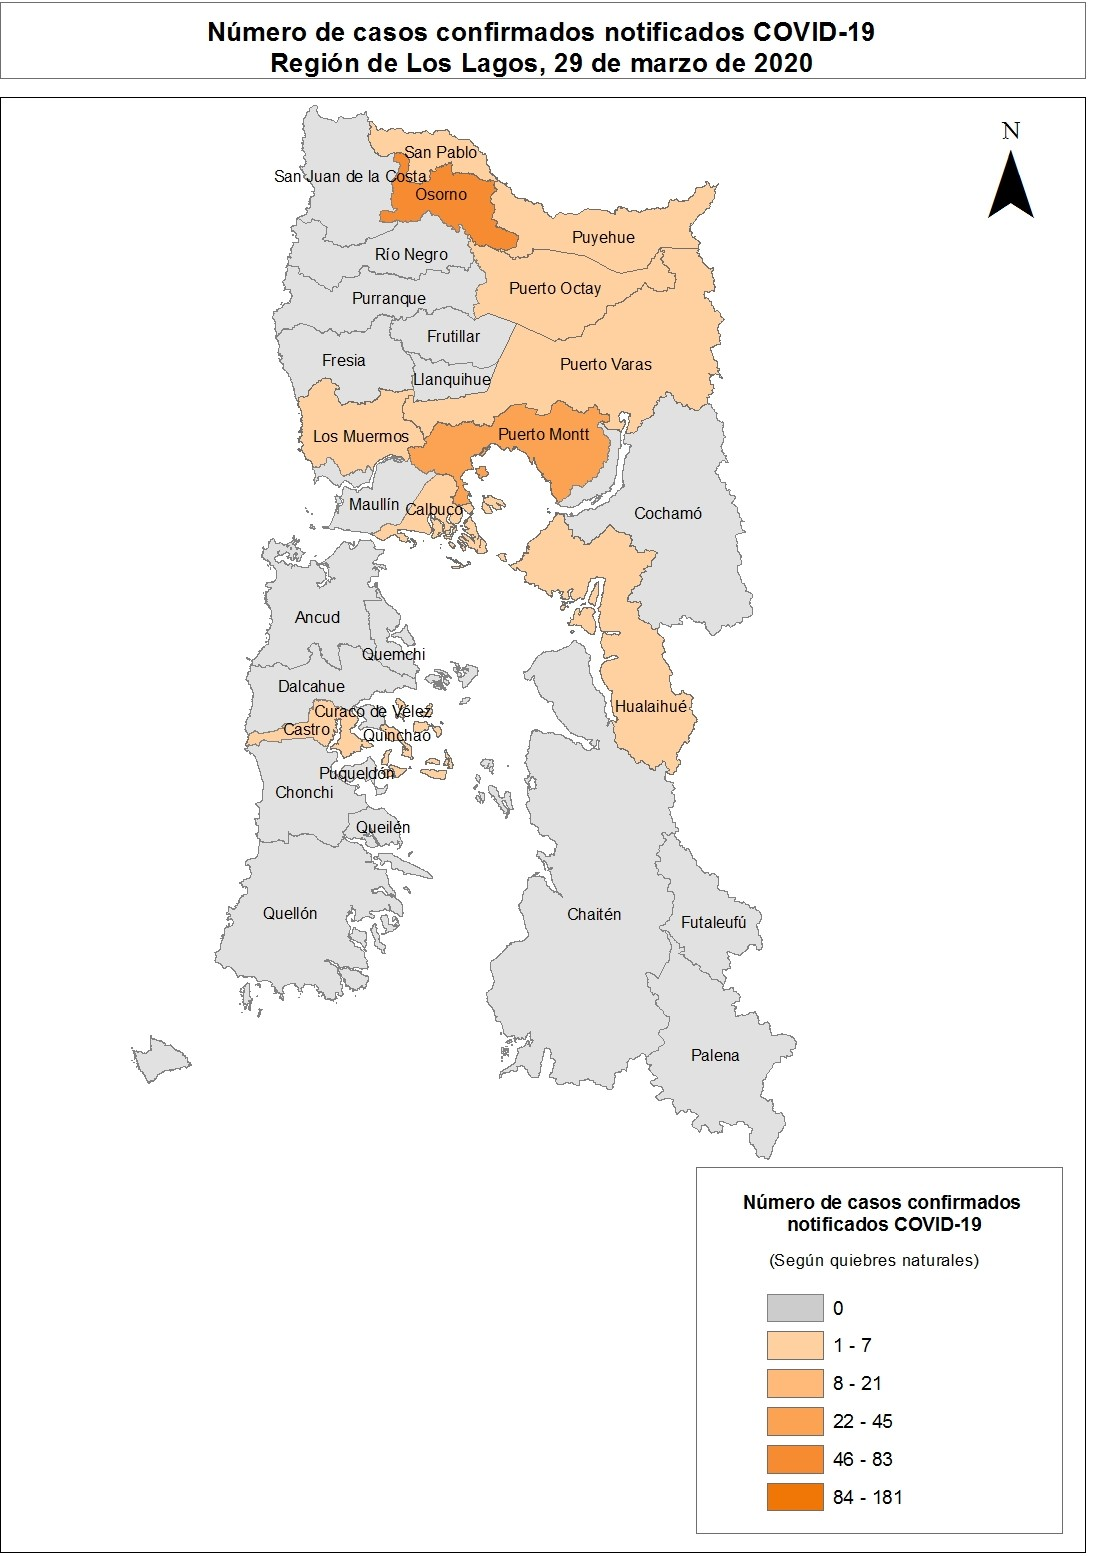 Número de casos confirmados notificados COVID-19
Región de Los Lagos, 29 de marzo de 2020
N
San Pablo
San Juan de la Costa
Osorno
Puyehue
Río Negro
Puerto Octay
Purranque
Frutillar
Fresia
Puerto Varas
Llanquihue
Los Muermos
Puerto Montt
Maullín
Calbuco
Cochamó
Ancud
Quemchi
Dalcahue
Hualaihué
Curaco de Vélez
Castro
Quinchao
Puqueldón
Chonchi
Queilén
Quellón
Chaitén
Futaleufú
Palena
Número de casos confirmados
notificados COVID-19
(Según quiebres naturales)
0
1 - 7
8 - 21
22 - 45
46 - 83
84 - 181